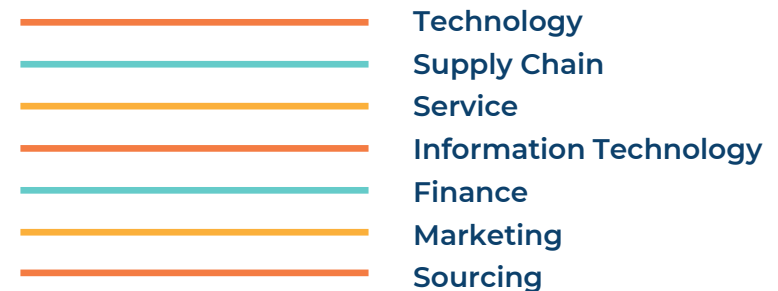 Technology
Supply Chain
Service
Information Technology
Finance
Marketing
Sourcing